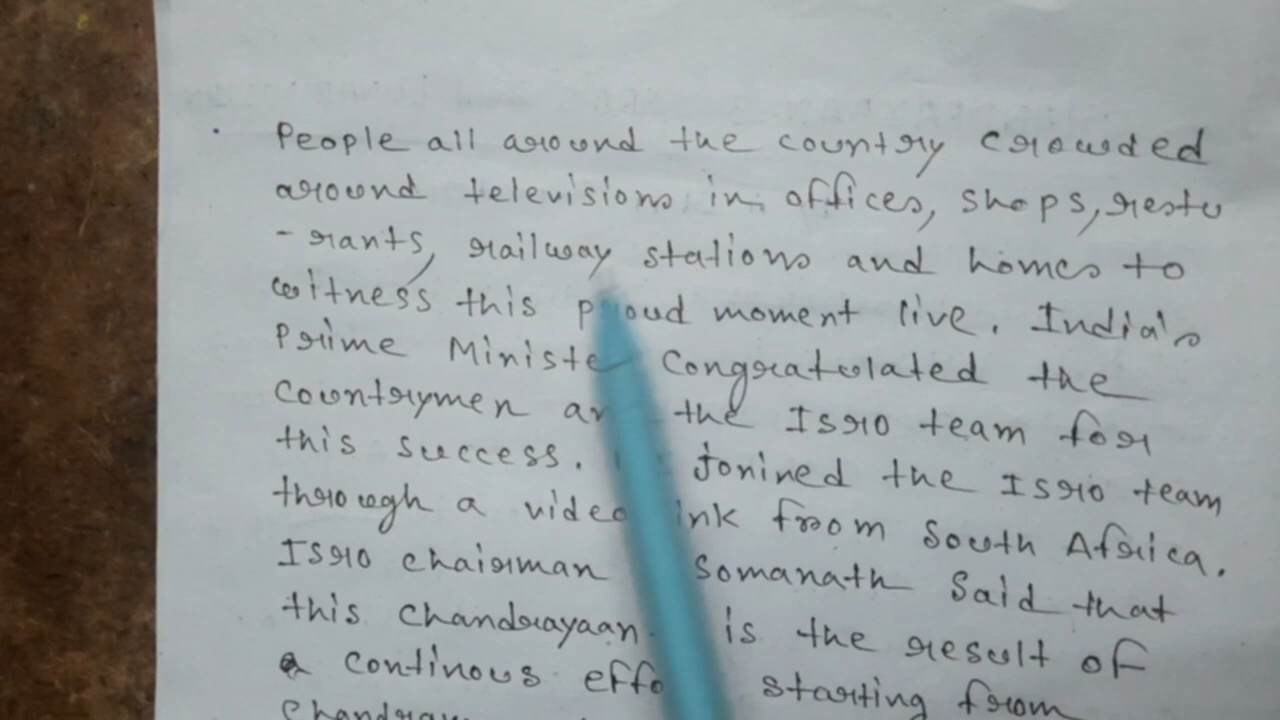 People all around the country crowded
around televisions in offices, shops, restu
- rants, railway stations and homes to
witness this proud moment live. India's
Prime Congratulated the
Countrymen the Isro team for
this success. Jonined the Isro team
through a video from South Africa.
Isro chairman Somanath Said that
this Chandrayaan is the result of
a continous starting from